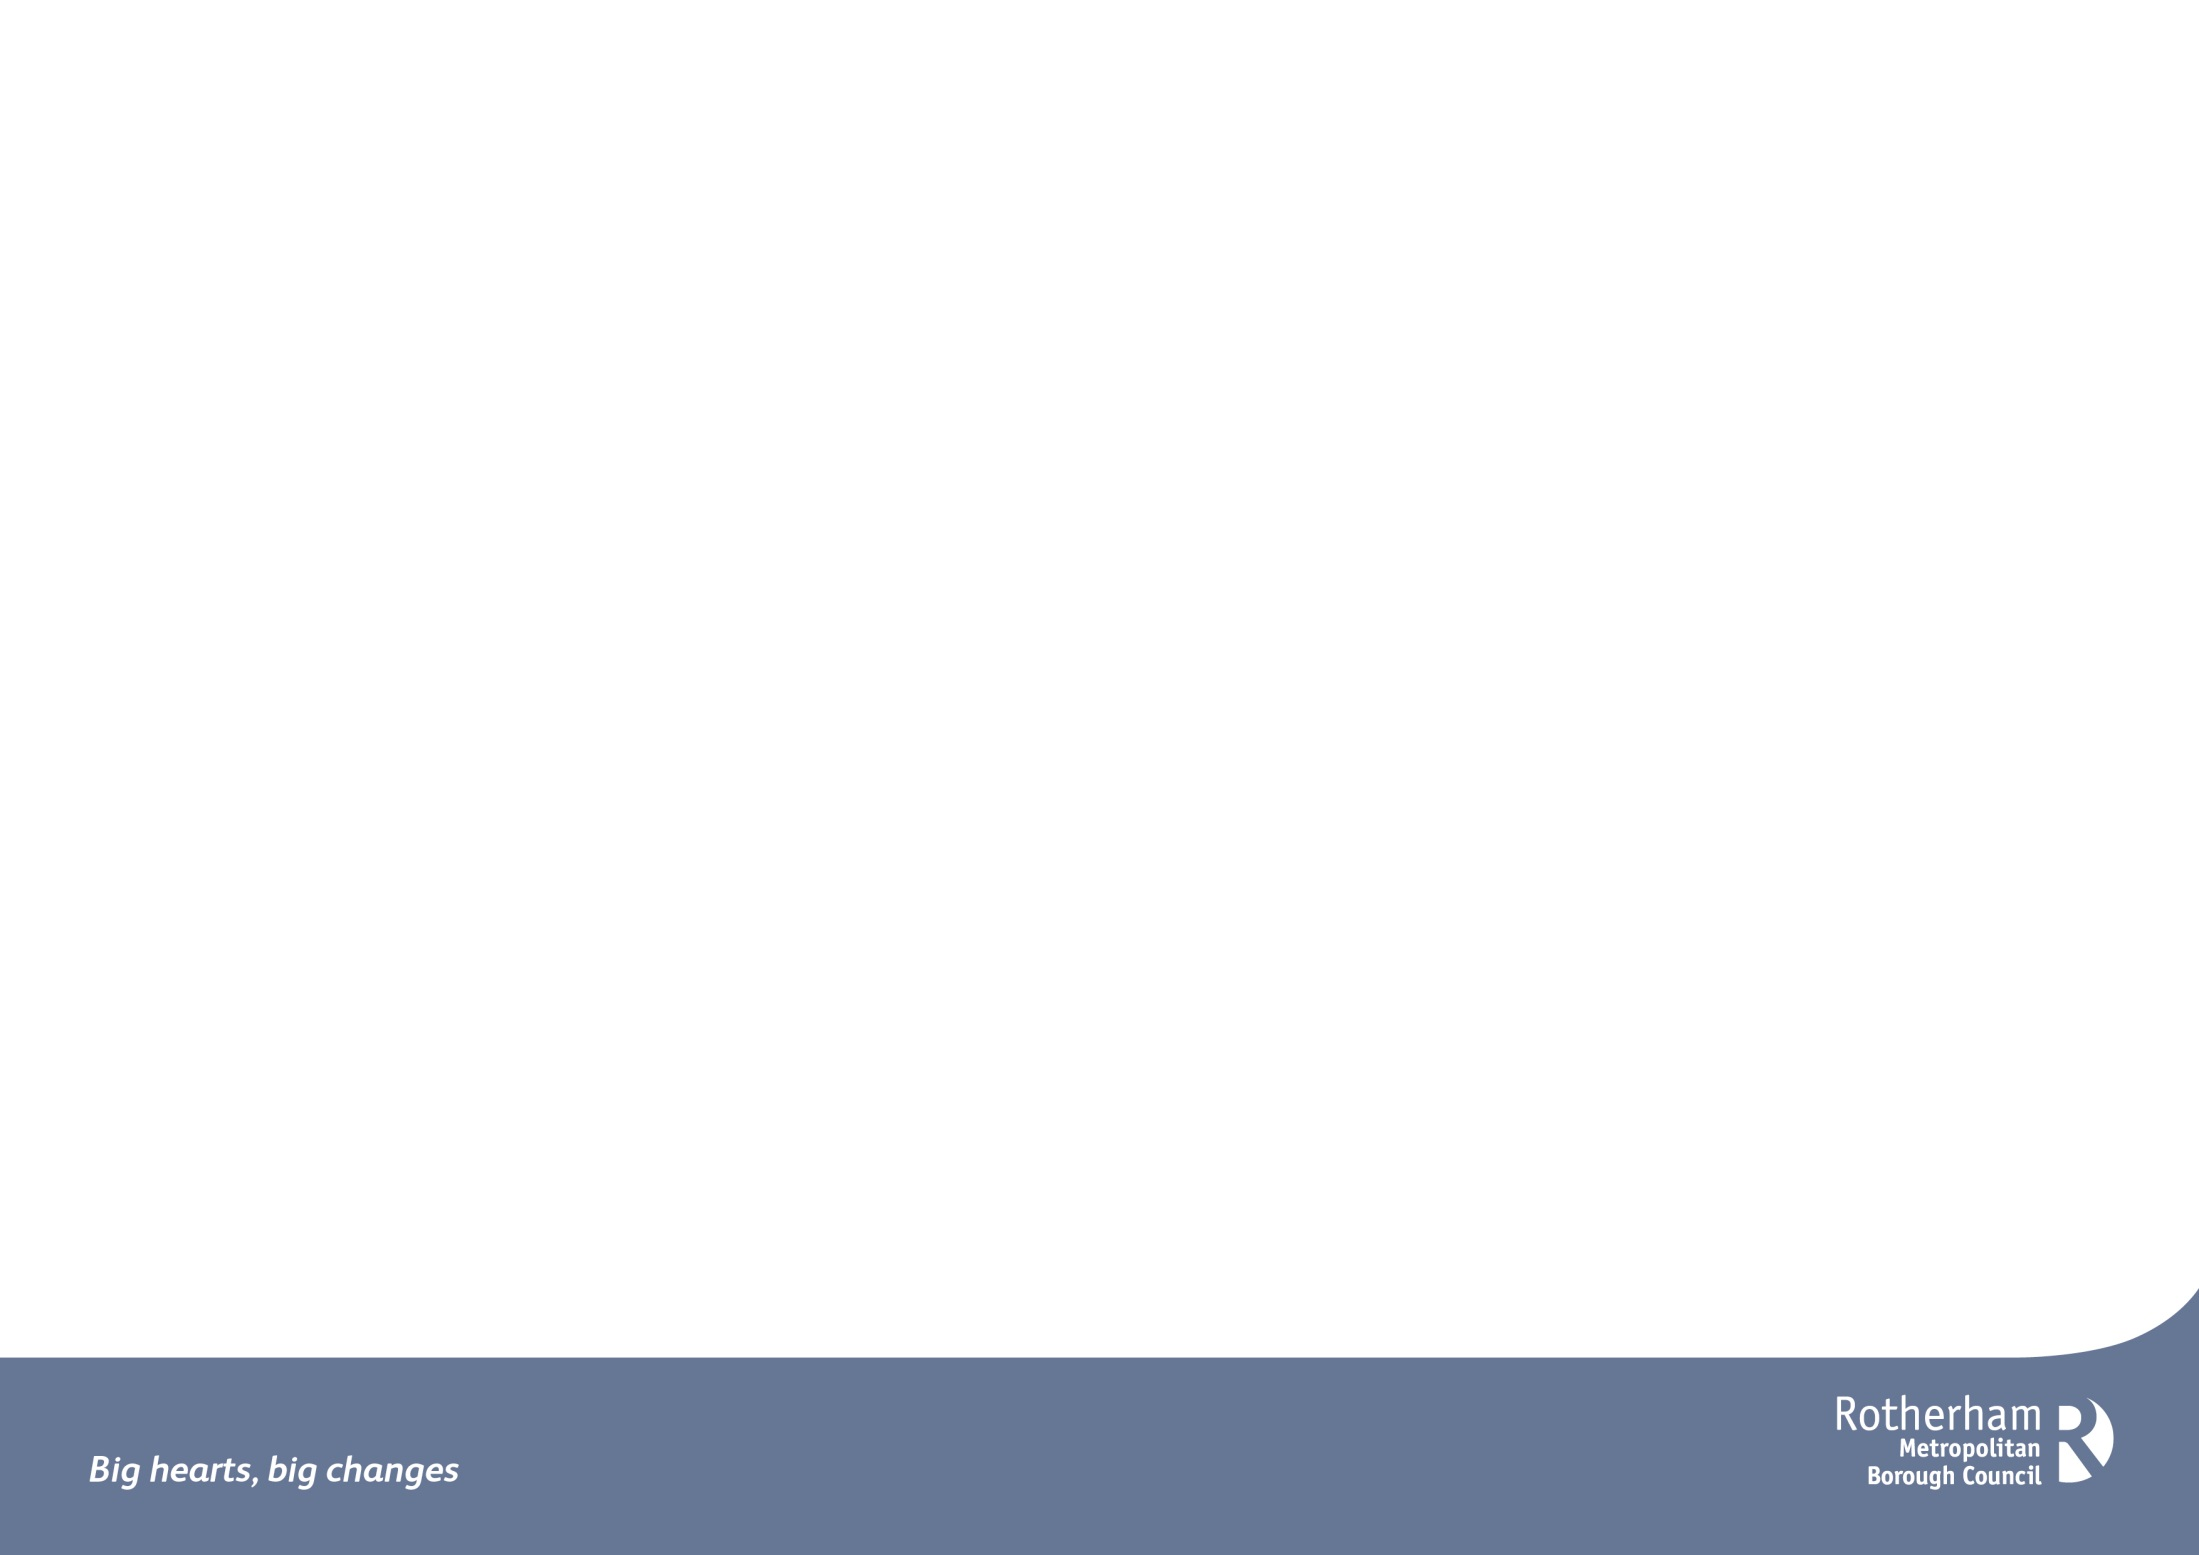 Big hearts, big changes
Rotherham
Metropolitan
Borough Council